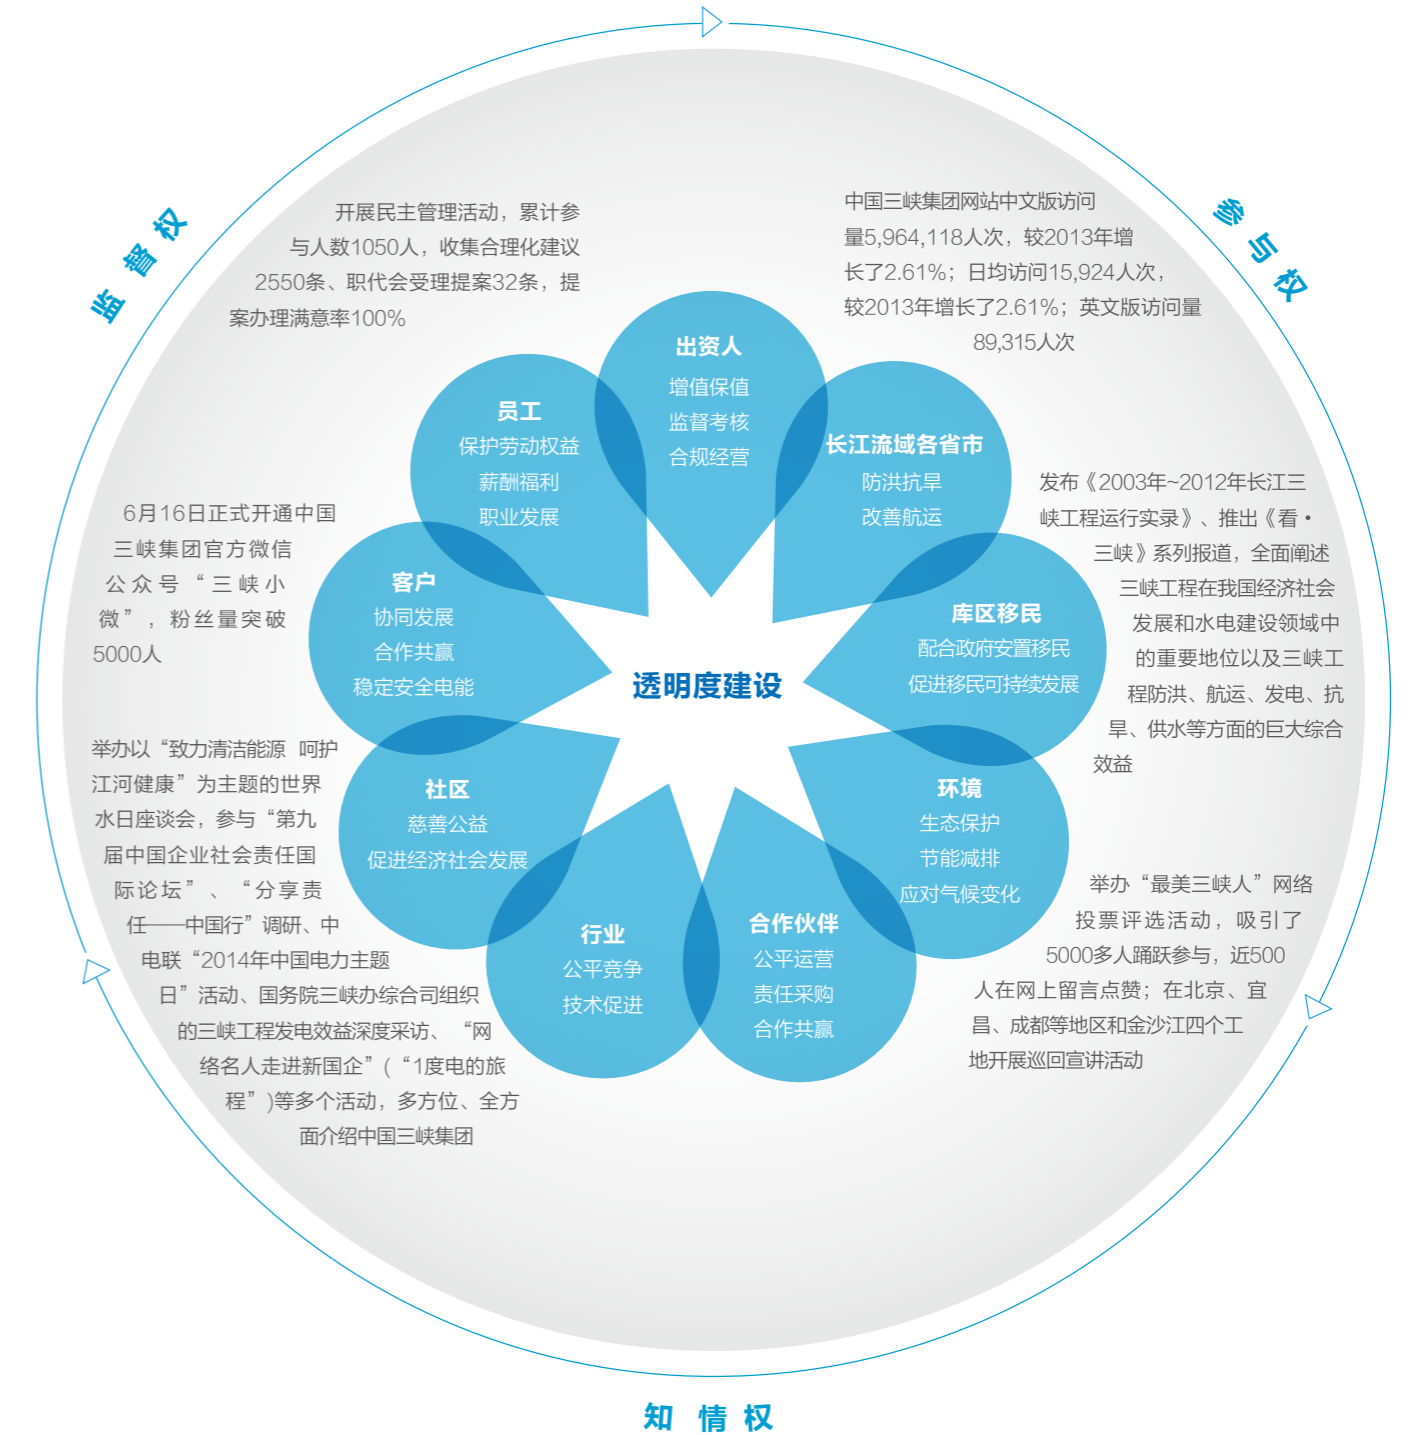 监督权
参与权
知情权
开展民主管理活动，累计参
与人数1050人，收集合理化建议
2550条、职代会受理提案32条，提
案办理满意率100%
中国三峡集团网站中文版访问
量5,964,118人次，较2013年增
长了2.61%；日均访问15,924人次，
较2013年增长了2.61%；英文版访问量
89,315人次
6月16日正式开通中国
三峡集团官方微信
公众号“三峡小
微”，粉丝量突破
5000人
发布《2003年~2012年长江三
峡工程运行实录》、推出《看·
三峡》系列报道，全面阐述
三峡工程在我国经济社会
发展和水电建设领域中
的重要地位以及三峡工
程防洪、航运、发电、抗
旱、供水等方面的巨大综合
效益
举办以“致力清洁能源 呵护
江河健康”为主题的世界
水日座谈会，参与“第九
届中国企业社会责任国
际论坛”、“分享责
任——中国行”调研、中
电联“2014年中国电力主题
日”活动、国务院三峡办综合司组织
的三峡工程发电效益深度采访、“网
络名人走进新国企”(“1度电的旅
程”)等多个活动，多方位、全方
面介绍中国三峡集团
举办“最美三峡人”网络
投票评选活动，吸引了
5000多人踊跃参与，近500
人在网上留言点赞；在北京、宜
昌、成都等地区和金沙江四个工
地开展巡回宣讲活动
透明度建设
出资人
增值保值
监督考核
合规经营
长江流域各省市
防洪抗旱
改善航运
库区移民
配合政府安置移民
促进移民可持续发展
环境
生态保护
节能减排
应对气候变化
合作伙伴
公平运营
责任采购
合作共赢
行业
公平竞争
技术促进
社区
慈善公益
促进经济社会发展
客户
协同发展
合作共赢
稳定安全电能
员工
保护劳动权益
薪酬福利
职业发展